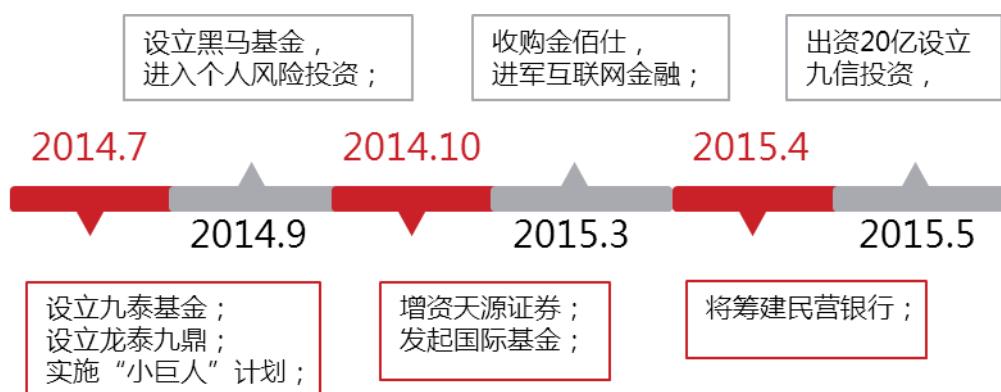 设立黑马基金，
进入个人风险投资；
收购金佰仕，
进军互联网金融；
出资20亿设立
九信投资，
2014.7
2014.10
2015.4
2014.9
2015.3
2015.5
设立九泰基金；
设立龙泰九鼎；
实施“小巨人”计划；
增资天源证券；
发起国际基金；
将筹建民营银行；